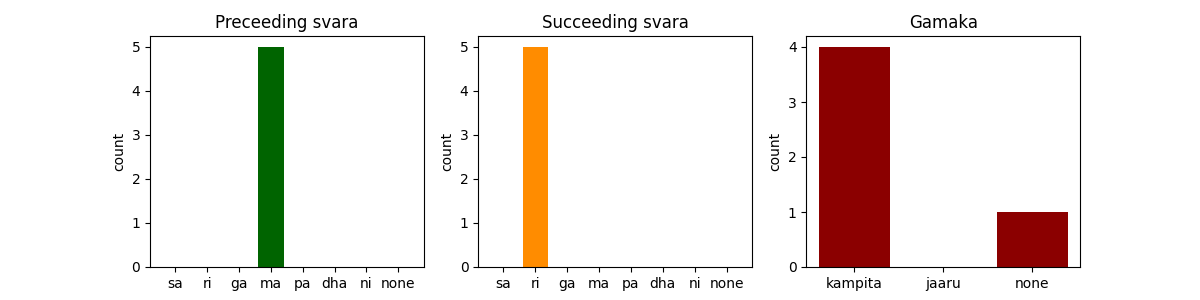 Preceeding svara
count
5
4
3
2
1
0
sa ri ga ma pa dha ni none
Succeeding svara
count
5
4
3
2
1
0
sa ri ga ma pa dha ni none
Gamaka
count
4
3
2
1
0
kampita jaaru none